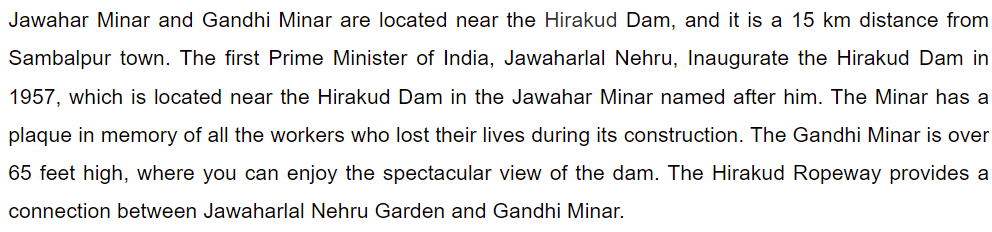 Jawahar Minar and Gandhi Minar are located near the Hirakud Dam, and it is a 15 km distance from
Sambalpur town. The first Prime Minister of India, Jawaharlal Nehru, Inaugurate the Hirakud Dam in
1957, which is located near the Hirakud Dam in the Jawahar Minar named after him. The Minar has a
plaque in memory of all the workers who lost their lives during its construction. The Gandhi Minar is over
65 feet high, where you can enjoy the spectacular view of the dam. The Hirakud Ropeway provides a
connection between Jawaharlal Nehru Garden and Gandhi Minar.